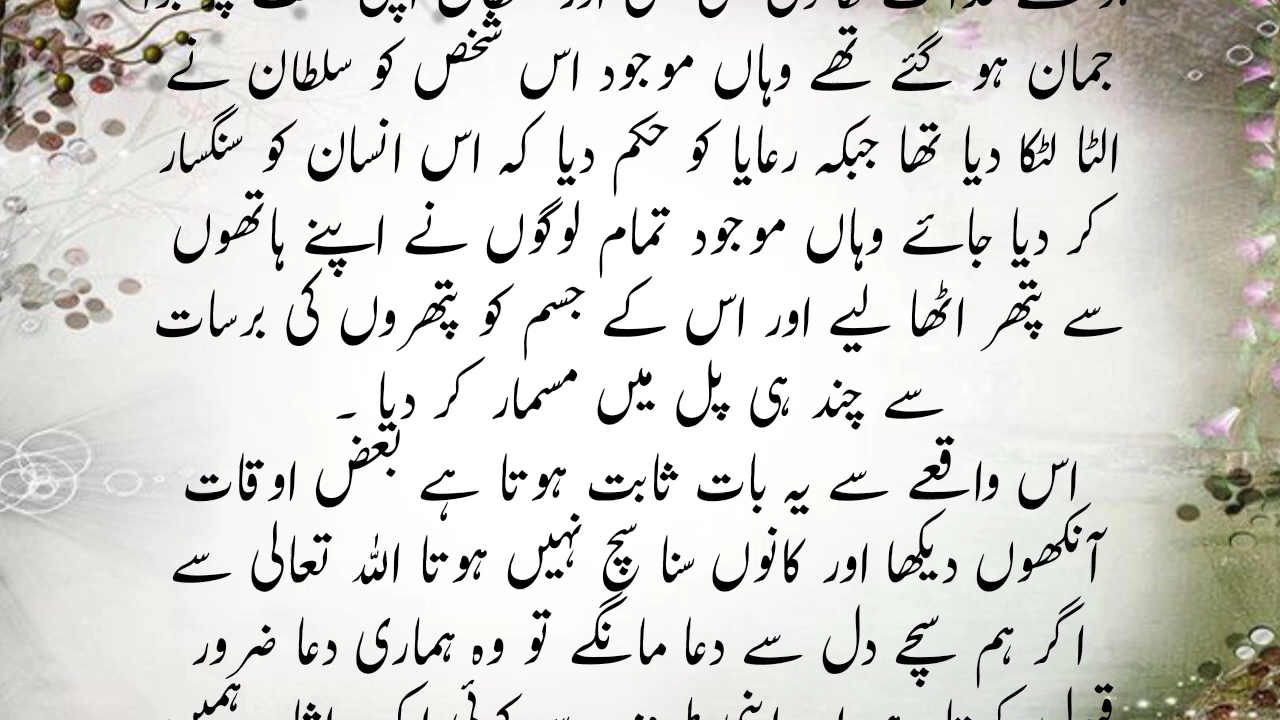 جمان ہو گئے تھے وہاں موجود اس شخص کو سلطان نے
الٹا لٹکا دیا تھا جبکہ رعایا کو حکم دیا کہ اس انسان کو سنگسار
کر دیا جائے وہاں موجود تمام لوگوں نے اپنے ہاتھوں
سے پتھر اٹھا لیے اور اس کے جسم کو پتھروں کی برسات
سے چند ہی پل میں مسمار کر دیا ۔
اس واقعے سے یہ بات ثابت ہوتا ہے بعض اوقات
آنکھوں دیکھا اور کانوں سنا سچ نہیں ہوتا اللہ تعالی سے
اگر ہم سچے دل سے دعا مانگے تو وہ ہماری دعا ضرور